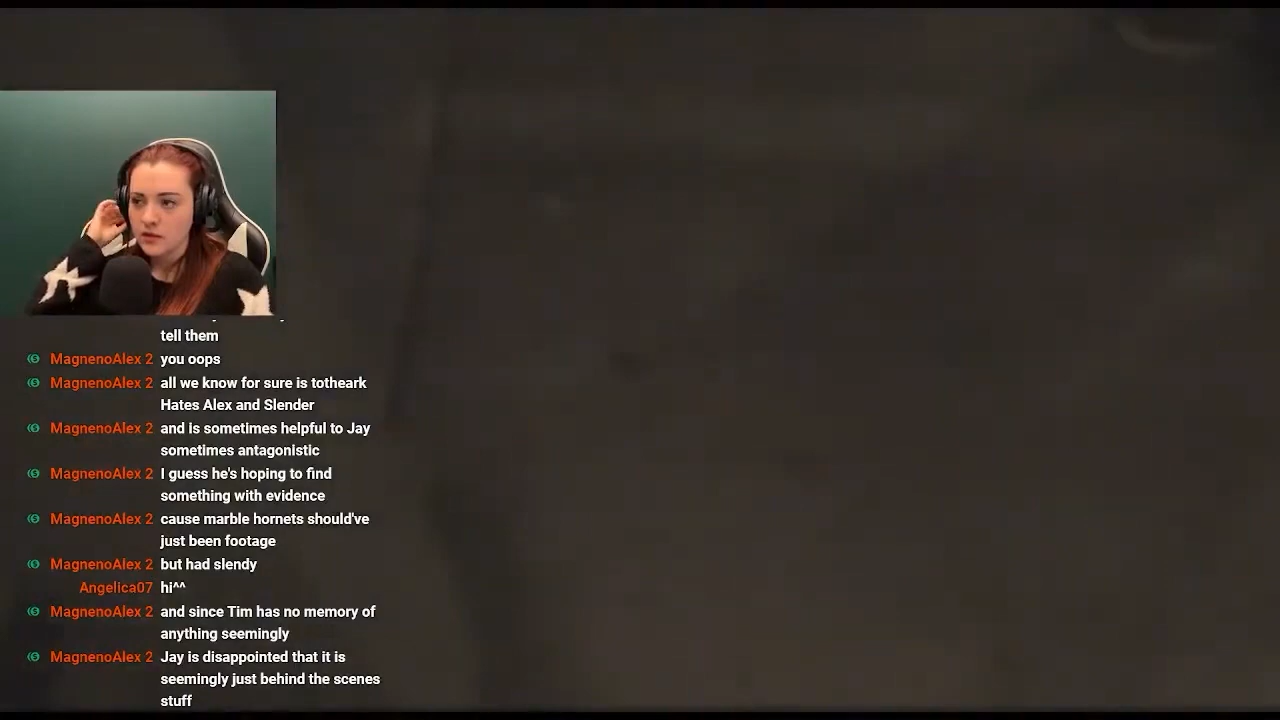 tell them
MagnenoAlex 2 you oops
MagnenoAlex 2 all we know for sure is totheark
Hates Alex and Slender
MagnenoAlex 2 and is sometimes helpful to Jay
sometimes antagonistic
MagnenoAlex 2 I guess he's hoping to find
something with evidence
MagnenoAlex 2 cause marble hornets should've
just been footage
MagnenoAlex 2 but had slendy
Angelica07 hi^^
MagnenoAlex 2 and since Tim has no memory of
anything seemingly
MagnenoAlex 2 Jay is disappointed that it is
seemingly just behind the scenes
stuff